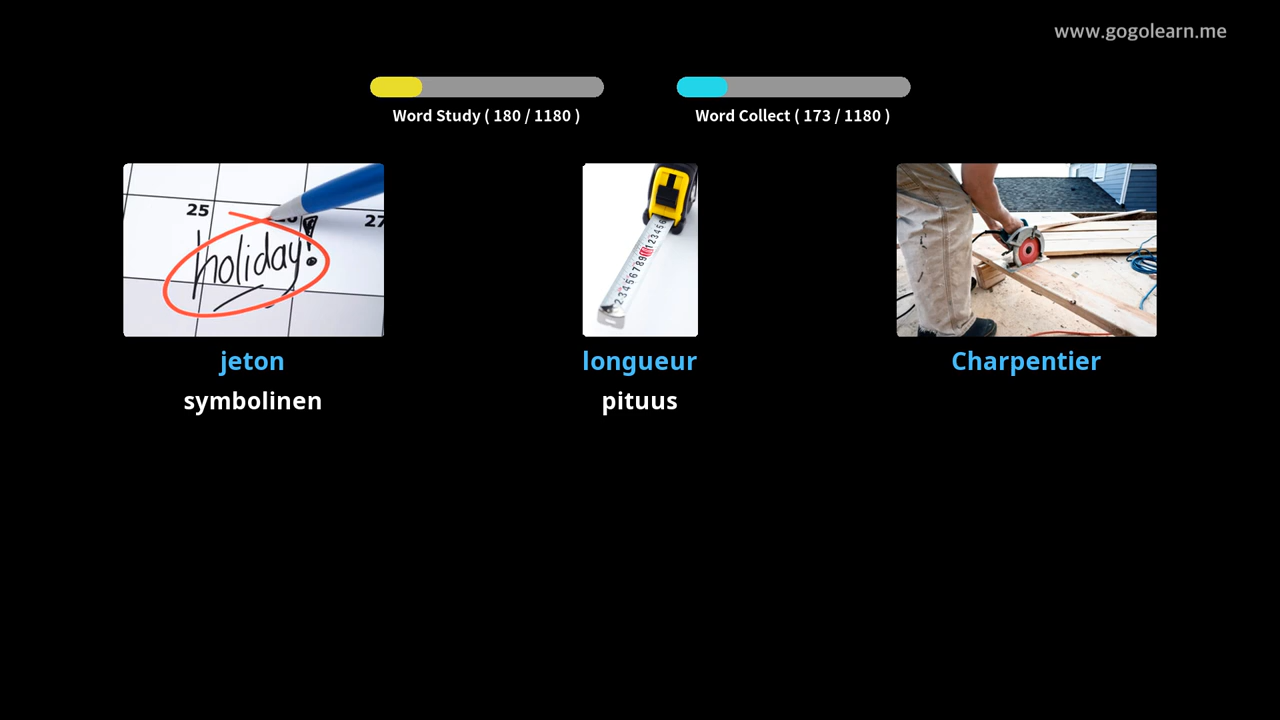 www.gogolearn.me
Word Study ( 180 / 1180 )
Word Collect ( 173 / 1180 )
25
27
holiday!
jeton
longueur
Charpentier
symbolinen
pituus